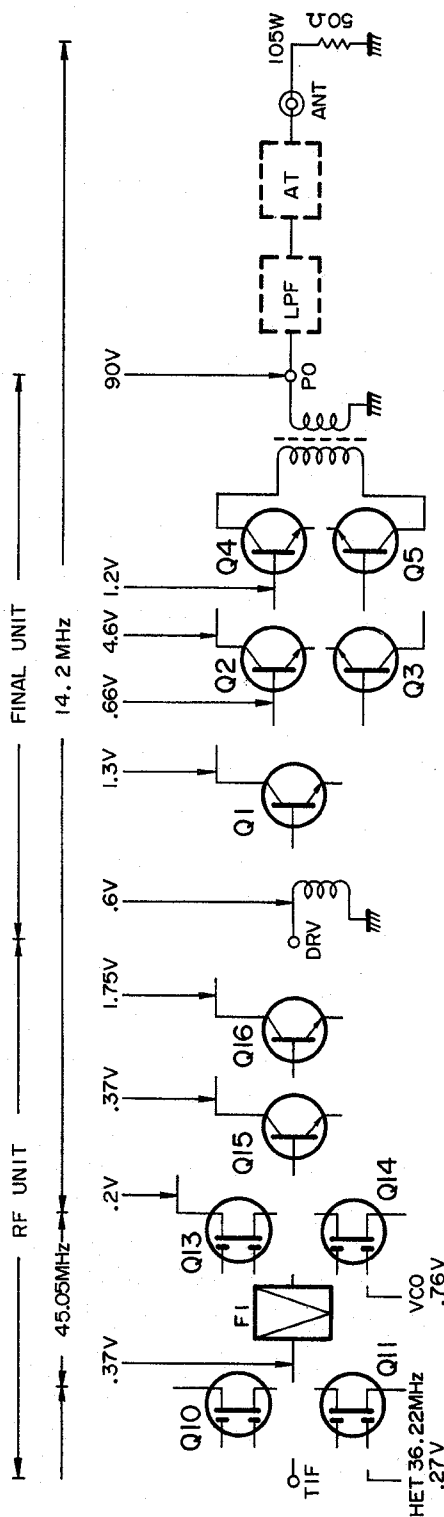 RF UNIT
FINAL UNIT
45.05MHz
14.2MHz
.37V
.2V
.37V
1.75V
.6V
1.3V
.66V
4.6V
1.2V
90V
105W
50Ω
Q10
Q13
Q15
Q16
Q1
Q2
Q4
TIF
F1
DRV
PO
LPF
AT
ANT
Q11
Q14
Q3
Q5
HET 36.22MHz
.27V
VCO
.76V